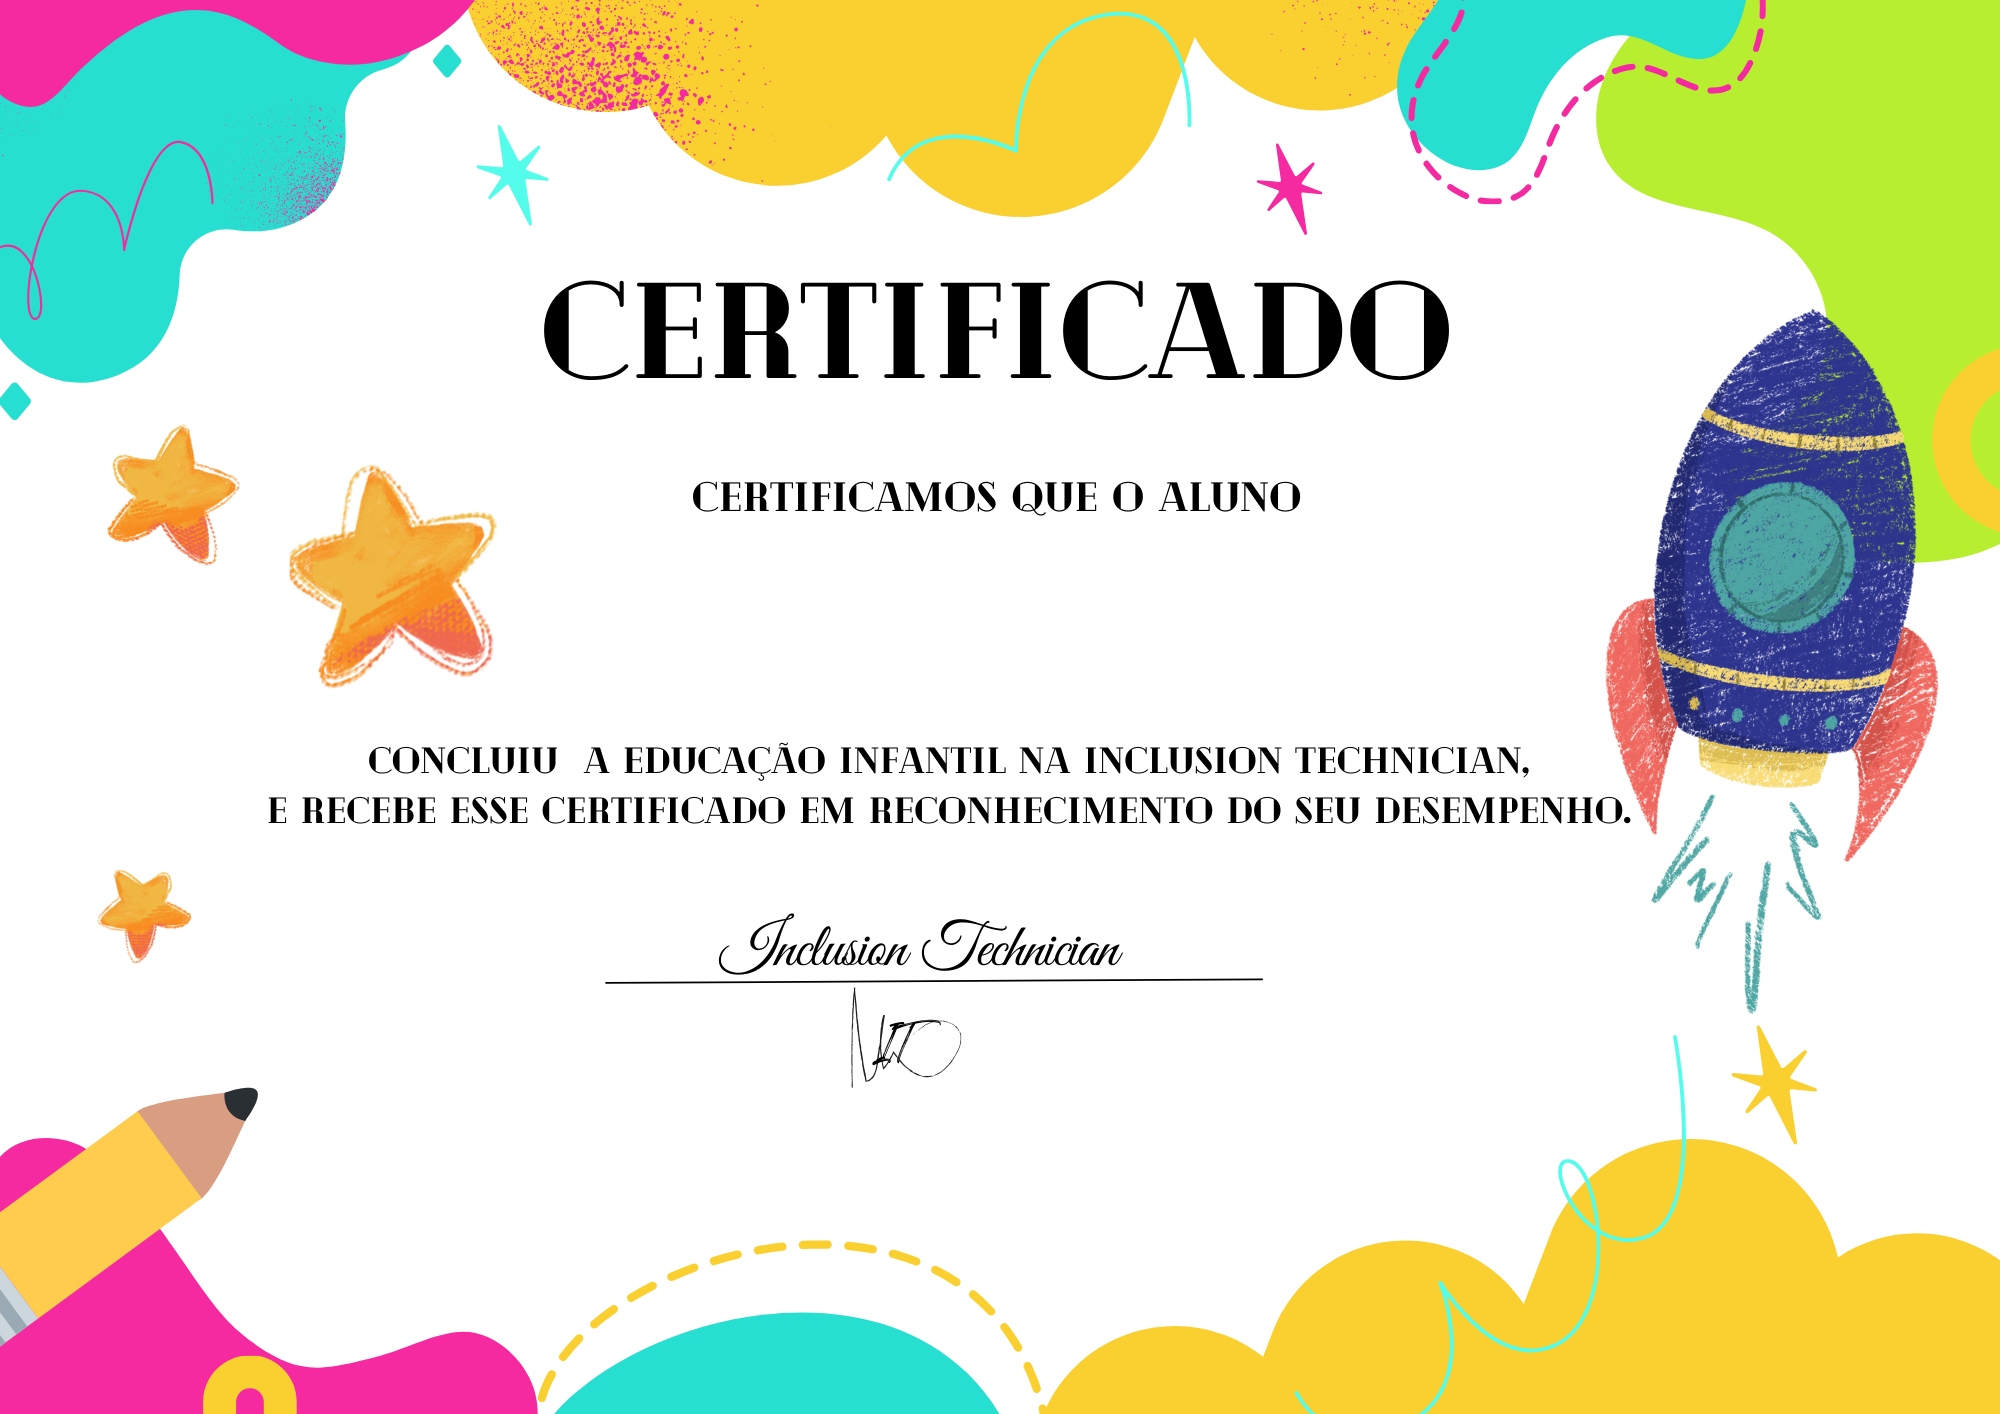 CERTIFICADO
CERTIFICAMOS QUE O ALUNO
CONCLUIU A EDUCAÇÃO INFANTIL NA INCLUSION TECHNICIAN,
E RECEBE ESSE CERTIFICADO EM RECONHECIMENTO DO SEU DESEMPENHO.
Inclusion Technician